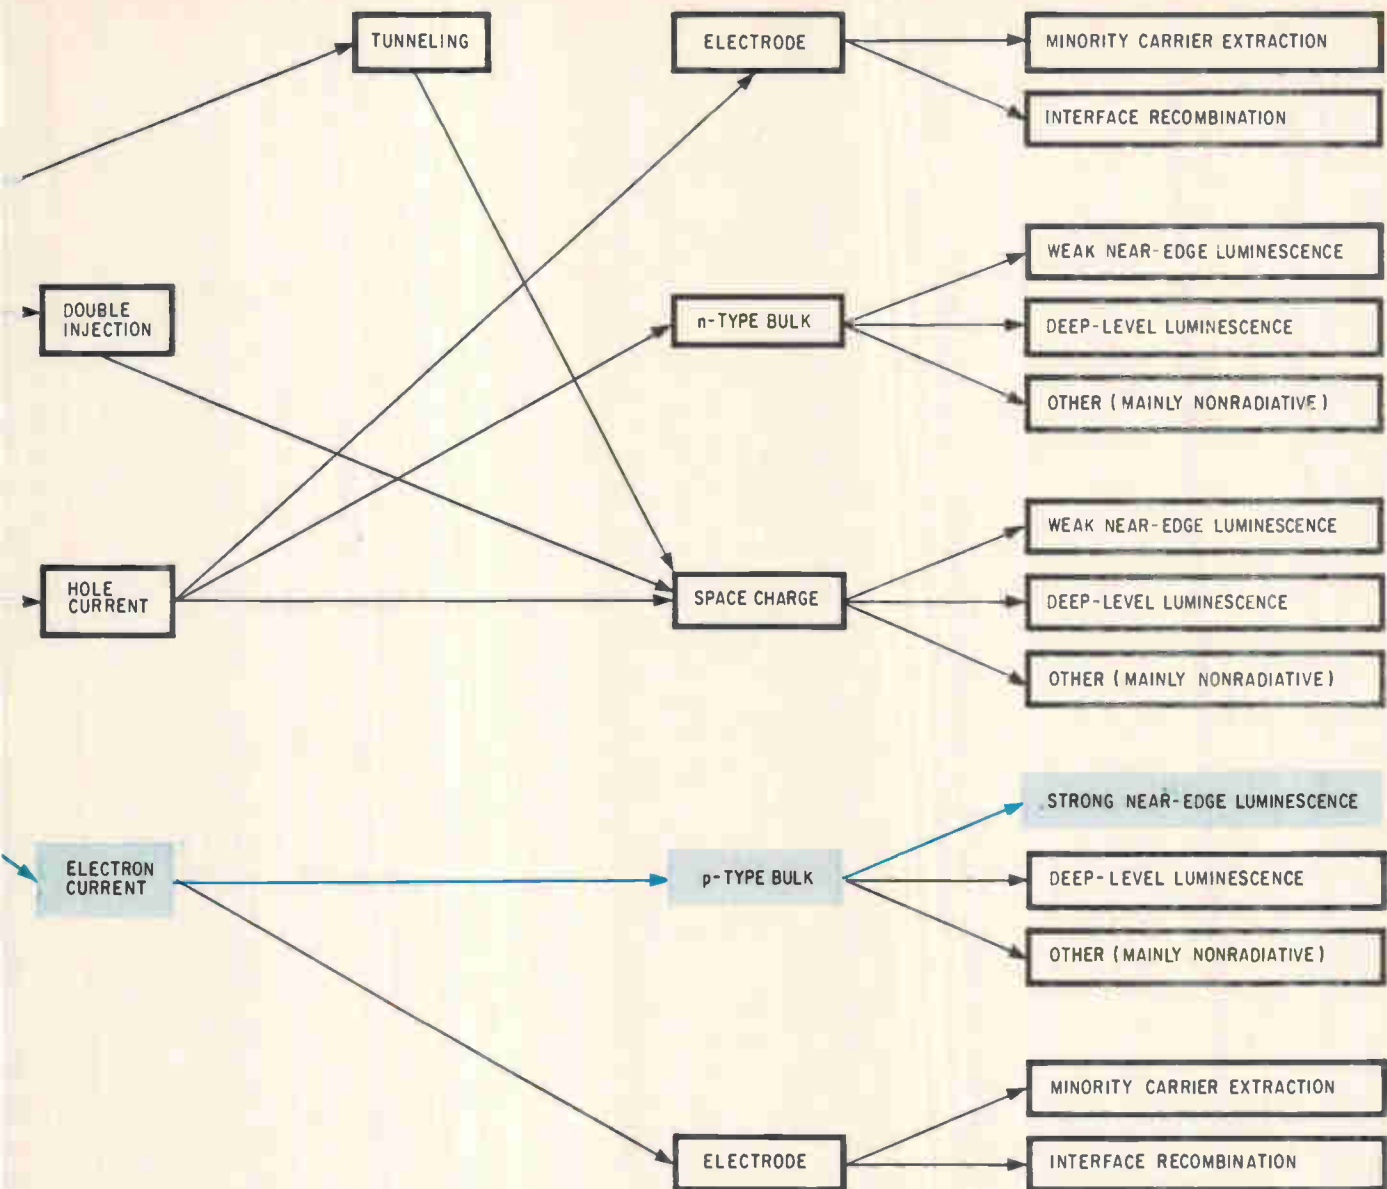 TUNNELING
ELECTRODE
MINORITY CARRIER EXTRACTION
INTERFACE RECOMBINATION
DOUBLE
INJECTION
n-TYPE BULK
WEAK NEAR-EDGE LUMINESCENCE
DEEP-LEVEL LUMINESCENCE
OTHER (MAINLY NONRADIATIVE)
HOLE
CURRENT
SPACE CHARGE
WEAK NEAR-EDGE LUMINESCENCE
DEEP-LEVEL LUMINESCENCE
OTHER (MAINLY NONRADIATIVE)
ELECTRON
CURRENT
p-TYPE BULK
STRONG NEAR-EDGE LUMINESCENCE
DEEP-LEVEL LUMINESCENCE
OTHER (MAINLY NONRADIATIVE)
ELECTRODE
MINORITY CARRIER EXTRACTION
INTERFACE RECOMBINATION